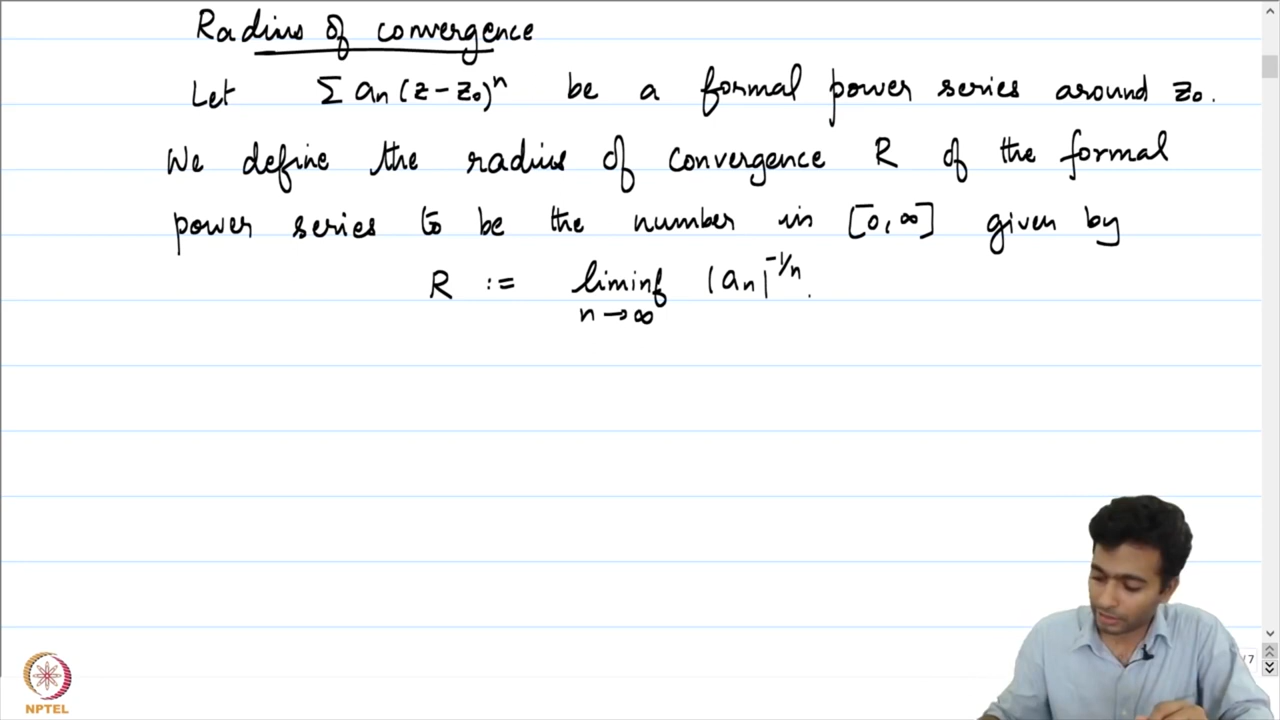 Radius of convergence
Let Σ aₙ (z - z₀)ⁿ be a formal power series around z₀.
We define the radius of convergence R of the formal
power series to be the number in [0, ∞] given by
R := liminf |aₙ|^{-1/n}.
n → ∞
/7
NPTEL